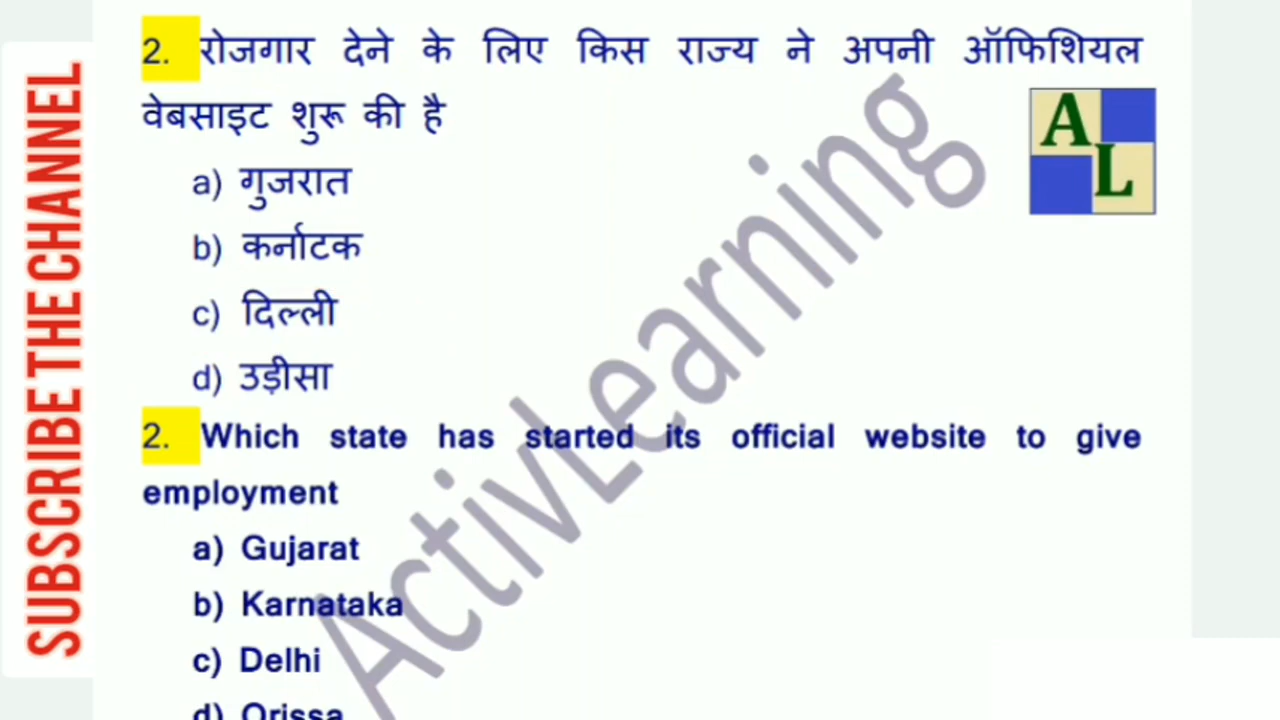 SUBSCRIBE THE CHANNEL
2. रोजगार देने के लिए किस राज्य ने अपनी ऑफिशियल
वेबसाइट शुरू की है
a) गुजरात
b) कर्नाटक
c) दिल्ली
d) उड़ीसा
2. Which state has started its official website to give
employment
a) Gujarat
b) Karnataka
c) Delhi
d) Orissa
AL
ActivLearning